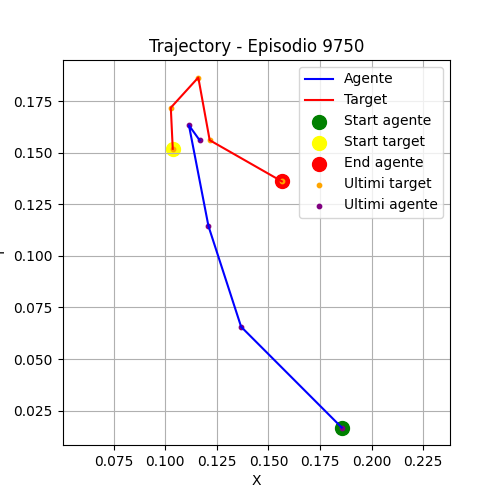 Trajectory - Episodio 9750
Agente
Target
Start agente
Start target
End agente
Ultimi target
Ultimi agente
0.175
0.150
0.125
0.100
0.075
0.050
0.025
0.075
0.100
0.125
0.150
0.175
0.200
0.225
X